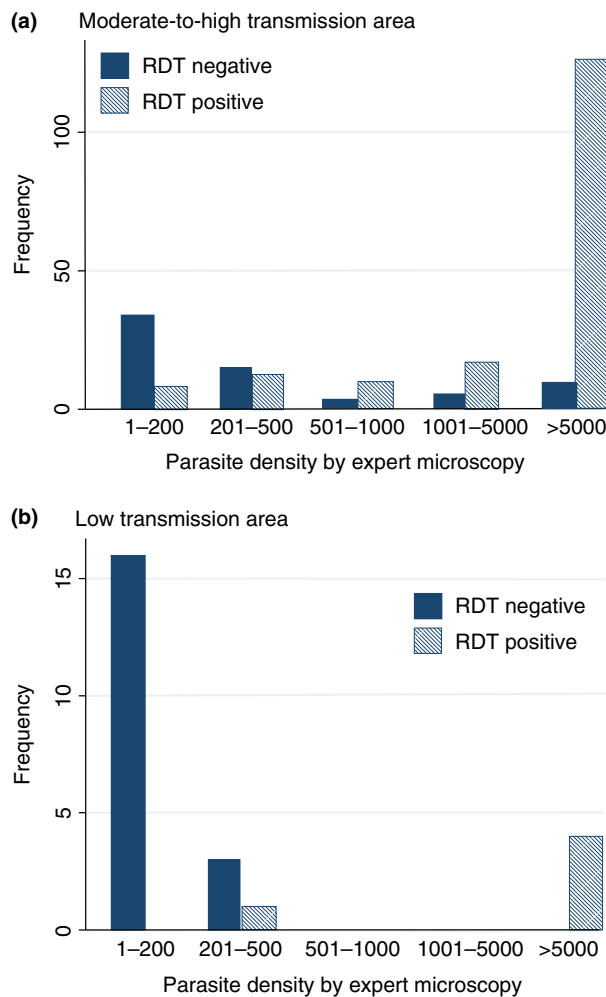 (a) Moderate-to-high transmission area
RDT negative
RDT positive
Frequency
100
50
0
1–200 201–500 501–1000 1001–5000 >5000
Parasite density by expert microscopy
(b) Low transmission area
RDT negative
RDT positive
Frequency
15
10
5
0
1–200 201–500 501–1000 1001–5000 >5000
Parasite density by expert microscopy